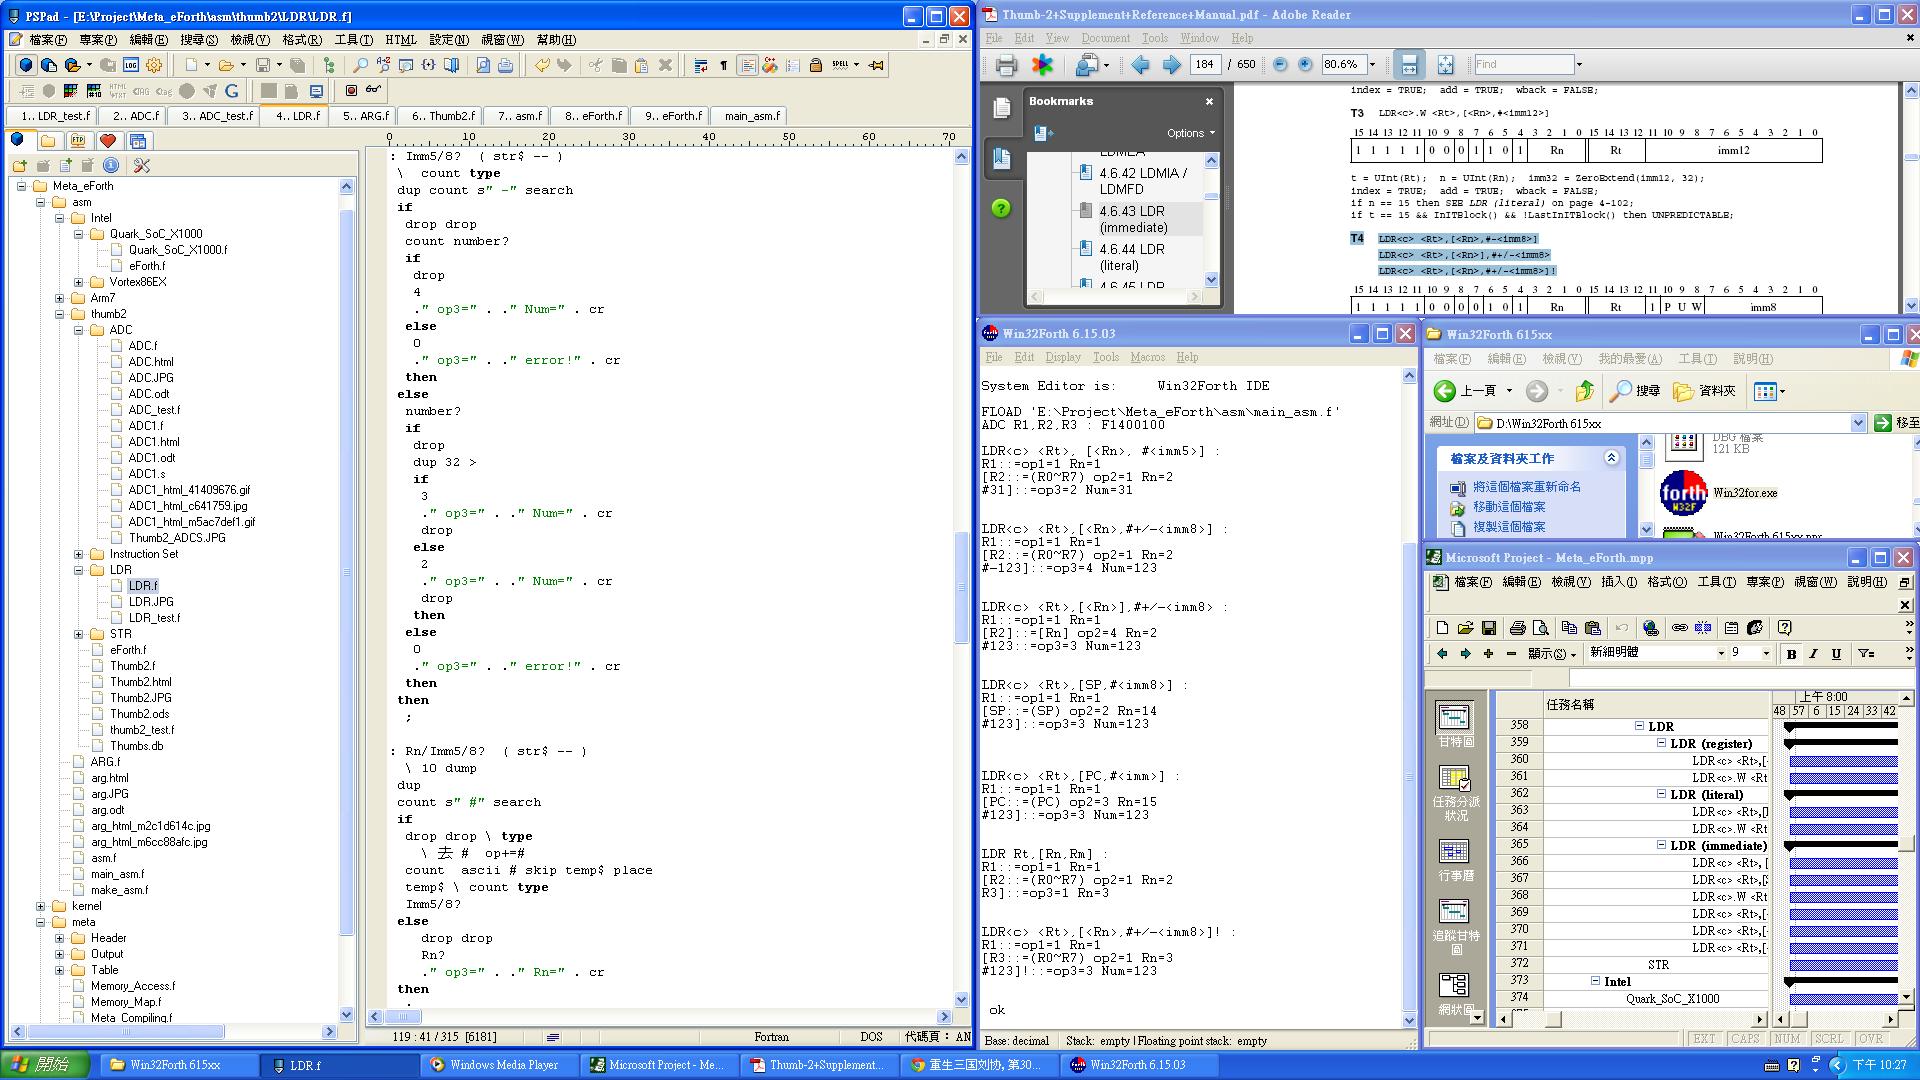 PSPad - [E:\Project\Meta_eForth\asm\thumb2\LDR\LDR.f]
檔案(F) 專案(P) 編輯(E) 搜尋(S) 檢視(V) 格式(R) 工具(T) HTML 設定(N) 視窗(W) 幫助(H)
1.. LDR_test.f 2.. ADC.f 3.. ADC_test.f 4.. LDR.f 5.. ARG.f 6.. Thumb2.f 7.. asm.f 8.. eForth.f 9.. eForth.f main_asm.f
0 10 20 30 40 50 60 70
Meta_eForth
asm
Intel
Quark_SoC_X1000
Quark_SoC_X1000.f
eForth.f
Vortex86EX
Arm7
thumb2
ADC
ADC.f
ADC.html
ADC.JPG
ADC.odt
ADC_test.f
ADC1.f
ADC1.html
ADC1.odt
ADC1.s
ADC1_html_41409676.gif
ADC1_html_c641759.jpg
ADC1_html_m5ac7def1.gif
Thumb2_ADCS.JPG
Instruction Set
LDR
LDR.f
LDR.JPG
LDR_test.f
STR
eForth.f
Thumb2.f
Thumb2.html
Thumb2.JPG
Thumb2.ods
thumb2_test.f
Thumbs.db
ARG.f
arg.html
arg.JPG
arg.odt
arg_html_m2c1d614c.jpg
arg_html_m6cc88afc.jpg
asm.f
main_asm.f
make_asm.f
kernel
meta
Header
Output
Table
Memory_Access.f
Memory_Map.f
Meta_Compiling.f
: Imm5/8?  ( str$ -- )
\  count type
dup count s" -" search
if
drop drop
count number?
if
drop
4
." op3=" . ." Num=" . cr
else
0
." op3=" . ." error!" . cr
then
else
number?
if
drop
dup 32 >
if
3
." op3=" . ." Num=" . cr
drop
else
2
." op3=" . ." Num=" . cr
drop
then
else
0
." op3=" . ." error!" . cr
then
then
;
: Rn/Imm5/8?  ( str$ -- )
\ 10 dump
dup
count s" #" search
if
drop drop \ type
\ 去 #  op+=#
count  ascii # skip temp$ place
temp$ \ count type
Imm5/8?
else
drop drop
Rn?
." op3=" . ." Rn=" . cr
then
119 : 41 / 315 [6181] Fortran DOS 代碼頁： AN
Thumb-2+Supplement+Reference+Manual.pdf - Adobe Reader
File Edit View Document Tools Window Help
184 / 650 80.6% Find
Bookmarks
Options
LDMEA
4.6.42 LDMIA /
LDMFD
4.6.43 LDR
(immediate)
4.6.44 LDR
(literal)
4.6.45 LDR
index = TRUE;  add = TRUE;  wback = FALSE;
T3 LDR<c>.W <Rt>,[<Rn>,#<imm12>]
15 14 13 12 11 10 9 8 7 6 5 4 3 2 1 0 15 14 13 12 11 10 9 8 7 6 5 4 3 2 1 0
1 1 1 1 1 0 0 0 1 1 0 1 Rn Rt imm12
t = UInt(Rt);  n = UInt(Rn);  imm32 = ZeroExtend(imm12, 32);
index = TRUE;  add = TRUE;  wback = FALSE;
if n == 15 then SEE LDR (literal) on page 4-102;
if t == 15 && InITBlock() && !LastInITBlock() then UNPREDICTABLE;
T4 LDR<c> <Rt>,[<Rn>,#-<imm8>]
LDR<c> <Rt>,[<Rn>],#+/-<imm8>
LDR<c> <Rt>,[<Rn>,#+/-<imm8>]!
15 14 13 12 11 10 9 8 7 6 5 4 3 2 1 0 15 14 13 12 11 10 9 8 7 6 5 4 3 2 1 0
1 1 1 1 1 0 0 0 0 1 0 1 Rn Rt 1 P U W imm8
Win32Forth 6.15.03
File Edit Display Tools Macros Help
System Editor is:     Win32Forth IDE
FLOAD 'E:\Project\Meta_eForth\asm\main_asm.f'
ADC R1,R2,R3 : F1400100
LDR<c> <Rt>, [<Rn>, #<imm5>] :
R1::=op1=1 Rn=1
[R2::=(R0~R7) op2=1 Rn=2
#31]::=op3=2 Num=31
LDR<c> <Rt>,[<Rn>,#+/-<imm8>] :
R1::=op1=1 Rn=1
[R2::=(R0~R7) op2=1 Rn=2
#-123]::=op3=4 Num=123
LDR<c> <Rt>,[<Rn>],#+/-<imm8> :
R1::=op1=1 Rn=1
[R2]::=[Rn] op2=4 Rn=2
#123::=op3=3 Num=123
LDR<c> <Rt>,[SP,#<imm8>] :
R1::=op1=1 Rn=1
[SP::=(SP) op2=2 Rn=14
#123]::=op3=3 Num=123
LDR<c> <Rt>,[PC,#<imm>] :
R1::=op1=1 Rn=1
[PC::=(PC) op2=3 Rn=15
#123]::=op3=3 Num=123
LDR Rt,[Rn,Rm] :
R1::=op1=1 Rn=1
[R2::=(R0~R7) op2=1 Rn=2
R3]::=op3=1 Rn=3
LDR<c> <Rt>,[<Rn>,#+/-<imm8>]! :
R1::=op1=1 Rn=1
[R3::=(R0~R7) op2=1 Rn=3
#123]!::=op3=3 Num=123
ok
Base: decimal Stack: empty Floating point stack: empty
Win32Forth 615xx
檔案(F) 編輯(E) 檢視(V) 我的最愛(A) 工具(T) 說明(H)
上一頁 搜尋 資料夾
網址(D) D:\Win32Forth 615xx 移至
檔案及資料夾工作
將這個檔案重新命名
移動這個檔案
複製這個檔案
DBG 檔案
121 KB
forth
W32F
Win32for.exe
Win32Forth 615xx.ppr
Microsoft Project - Meta_eForth.mpp
檔案(F) 編輯(E) 檢視(V) 插入(I) 格式(O) 工具(T) 專案(P) 視窗(W) 說明(H)
顯示(S) 新細明體 9 B I U
甘特圖
任務分派
狀況
行事曆
追蹤甘特
圖
網狀圖
任務名稱 上午 8:00
48 57 6 15 24 33 42
358 LDR
359 LDR (register)
360 LDR<c> <Rt>,[
361 LDR<c>.W <Rt
362 LDR (literal)
363 LDR<c> <Rt>,[
364 LDR<c>.W <Rt
365 LDR (immediate)
366 LDR<c> <Rt>, [
367 LDR<c> <Rt>,[
368 LDR<c>.W <Rt
369 LDR<c> <Rt>,[
370 LDR<c> <Rt>,[
371 LDR<c> <Rt>,[
372 STR
373 Intel
374 Quark_SoC_X1000
EXT CAPS NUM SCRL OVR
開始 Win32Forth 615xx LDR.f Windows Media Player Microsoft Project - Me... Thumb-2+Supplement... 重生三国刘协, 第30... Win32Forth 6.15.03 下午 10:27